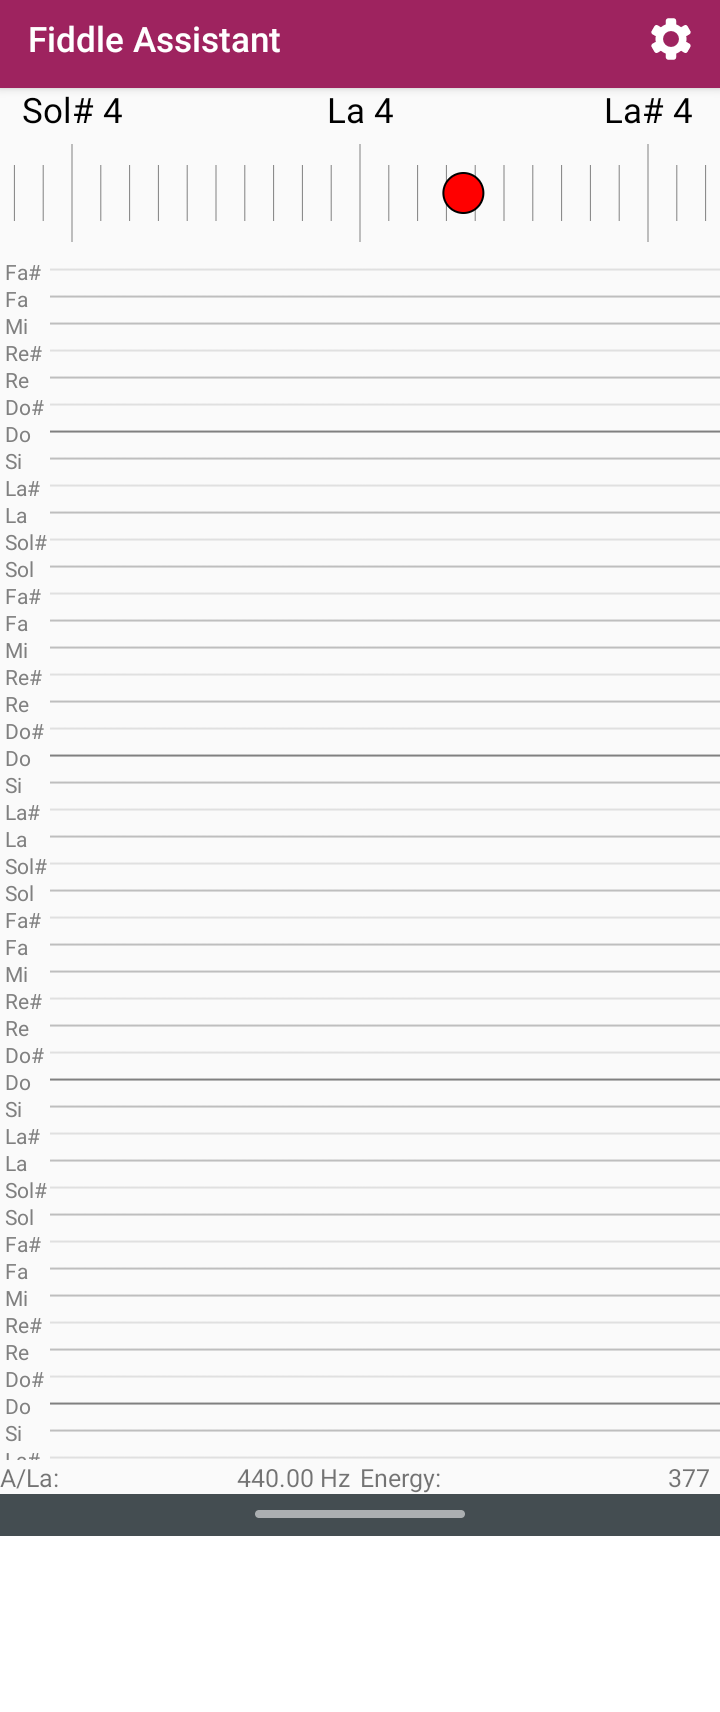 Fiddle Assistant
Sol# 4 La 4 La# 4
Fa#
Fa
Mi
Re#
Re
Do#
Do
Si
La#
La
Sol#
Sol
Fa#
Fa
Mi
Re#
Re
Do#
Do
Si
La#
La
Sol#
Sol
Fa#
Fa
Mi
Re#
Re
Do#
Do
Si
La#
La
Sol#
Sol
Fa#
Fa
Mi
Re#
Re
Do#
Do
Si
La#
A/La: 440.00 Hz Energy: 377